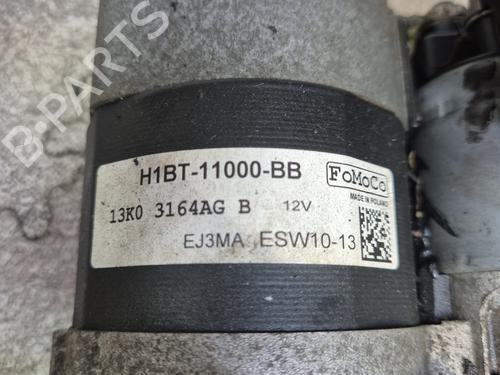 B-PARTS
H1BT-11000-BB
FoMoCo
MADE IN POLAND
13K0 3164AG B 12V
EJ3MA ESW10-13